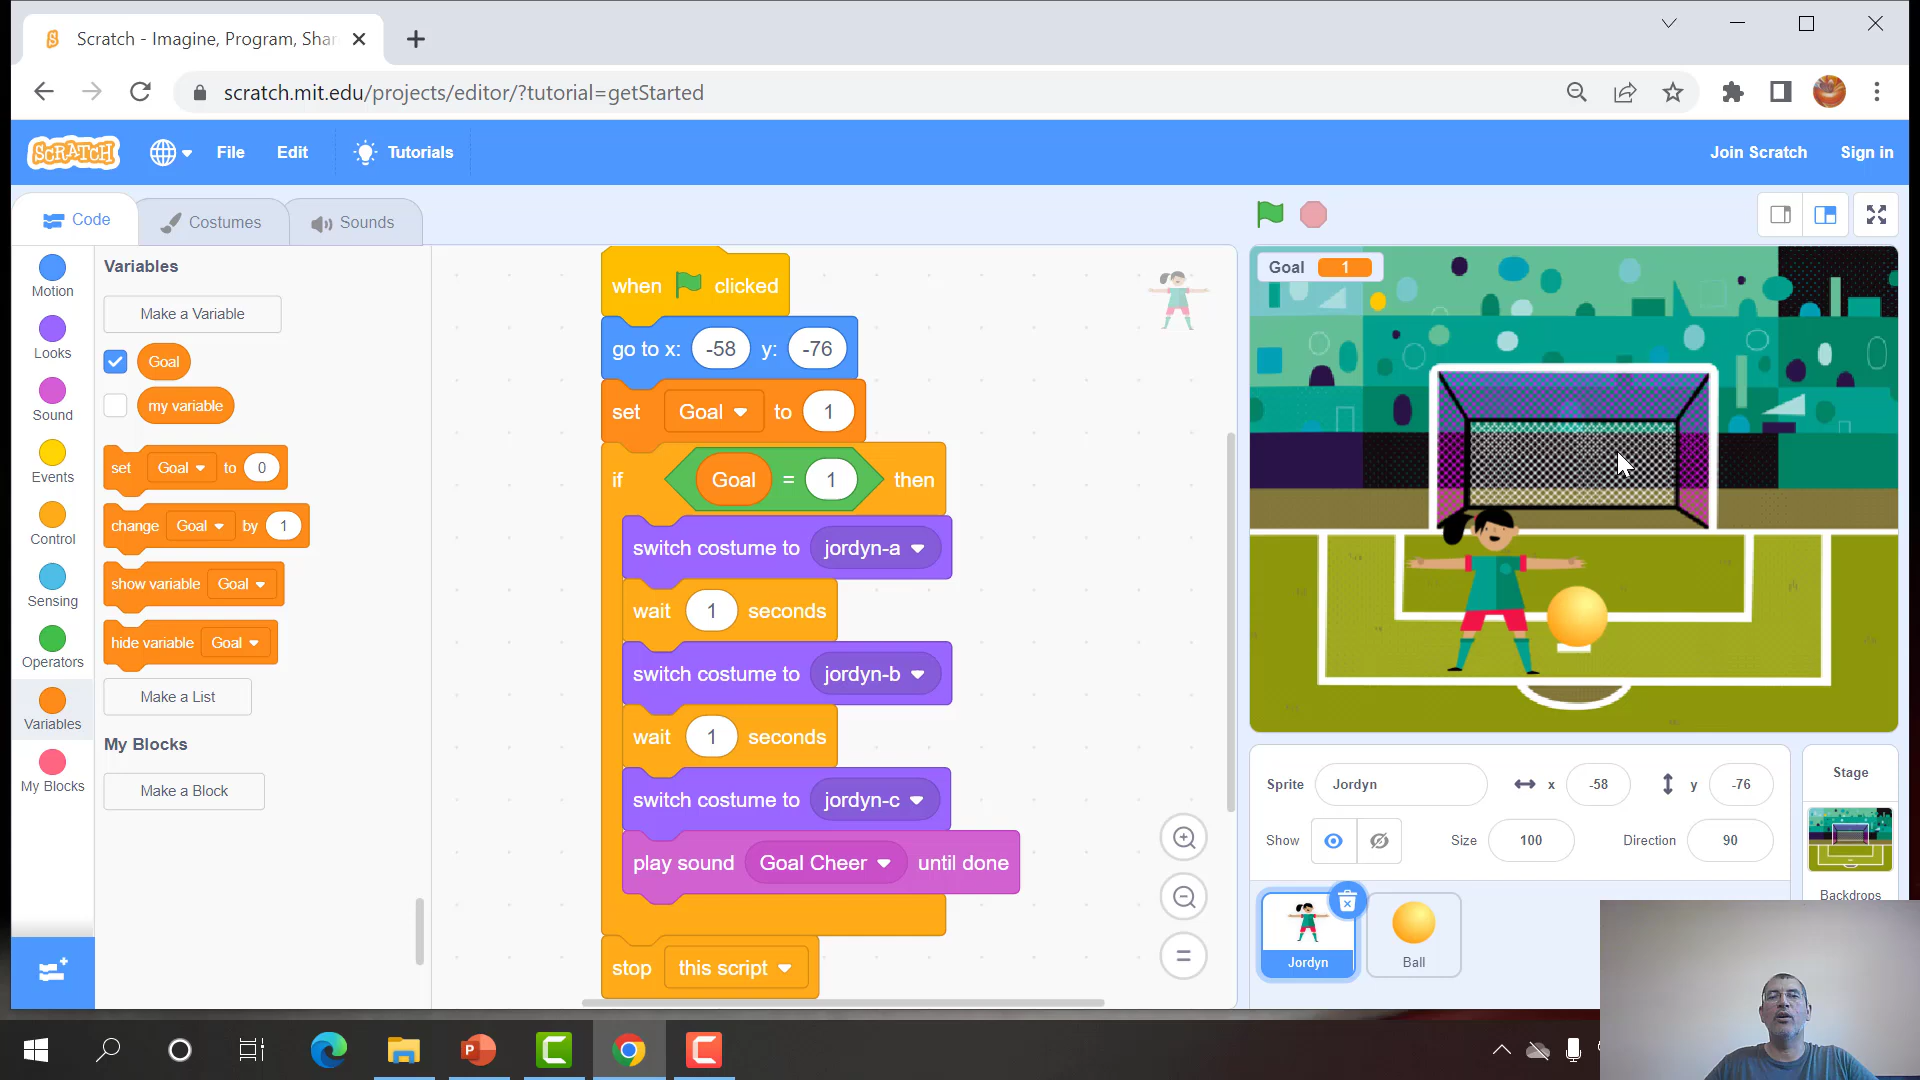 Scratch - Imagine, Program, Shar
scratch.mit.edu/projects/editor/?tutorial=getStarted
SCRATCH
File
Edit
Tutorials
Join Scratch
Sign in
Code
Costumes
Sounds
Motion
Looks
Sound
Events
Control
Sensing
Operators
Variables
My Blocks
Variables
Make a Variable
Goal
my variable
set Goal to 0
change Goal by 1
show variable Goal
hide variable Goal
Make a List
My Blocks
Make a Block
when clicked
go to x: -58 y: -76
set Goal to 1
if Goal = 1 then
switch costume to jordyn-a
wait 1 seconds
switch costume to jordyn-b
wait 1 seconds
switch costume to jordyn-c
play sound Goal Cheer until done
stop this script
Goal 1
Sprite Jordyn x -58 y -76
Show Size 100 Direction 90
Jordyn
Ball
Stage
Backdrops